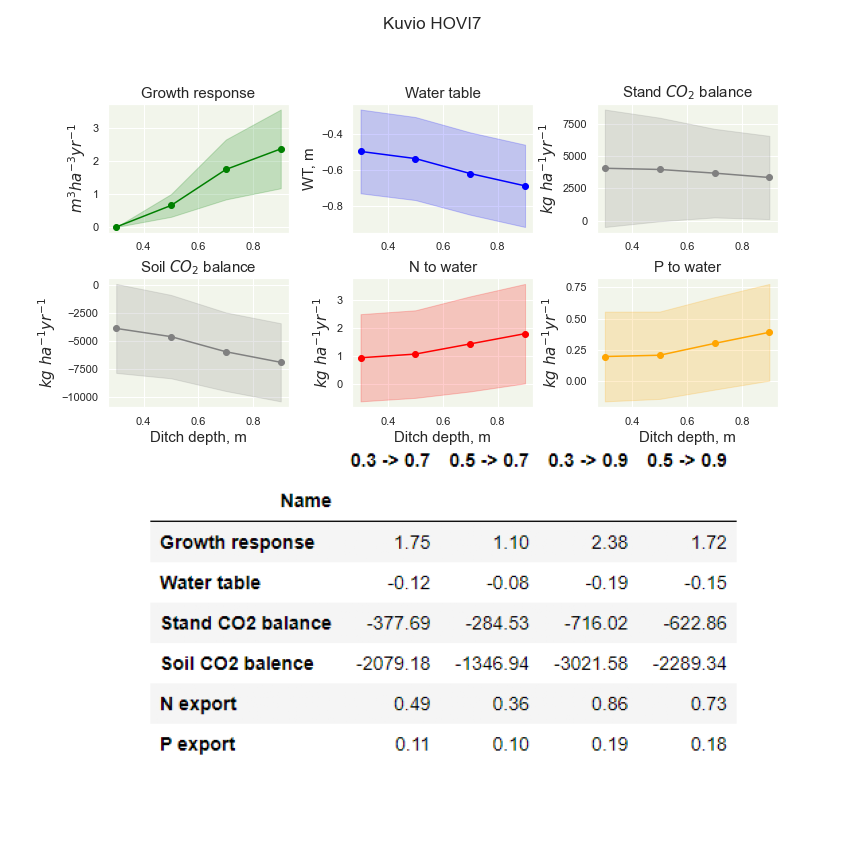 Kuvio HOVI7
Growth response
Water table
Stand CO₂ balance
m³ha⁻³yr⁻¹
3
2
1
0
0.4 0.6 0.8
WT, m
−0.4
−0.6
−0.8
0.4 0.6 0.8
kg ha⁻¹yr⁻¹
7500
5000
2500
0
0.4 0.6 0.8
Soil CO₂ balance
N to water
P to water
kg ha⁻¹yr⁻¹
0
−2500
−5000
−7500
−10000
0.4 0.6 0.8
Ditch depth, m
kg ha⁻¹yr⁻¹
3
2
1
0
0.4 0.6 0.8
Ditch depth, m
kg ha⁻¹yr⁻¹
0.75
0.50
0.25
0.00
0.4 0.6 0.8
Ditch depth, m
0.3 -> 0.7 0.5 -> 0.7 0.3 -> 0.9 0.5 -> 0.9
Name
Growth response 1.75 1.10 2.38 1.72
Water table -0.12 -0.08 -0.19 -0.15
Stand CO2 balance -377.69 -284.53 -716.02 -622.86
Soil CO2 balence -2079.18 -1346.94 -3021.58 -2289.34
N export 0.49 0.36 0.86 0.73
P export 0.11 0.10 0.19 0.18